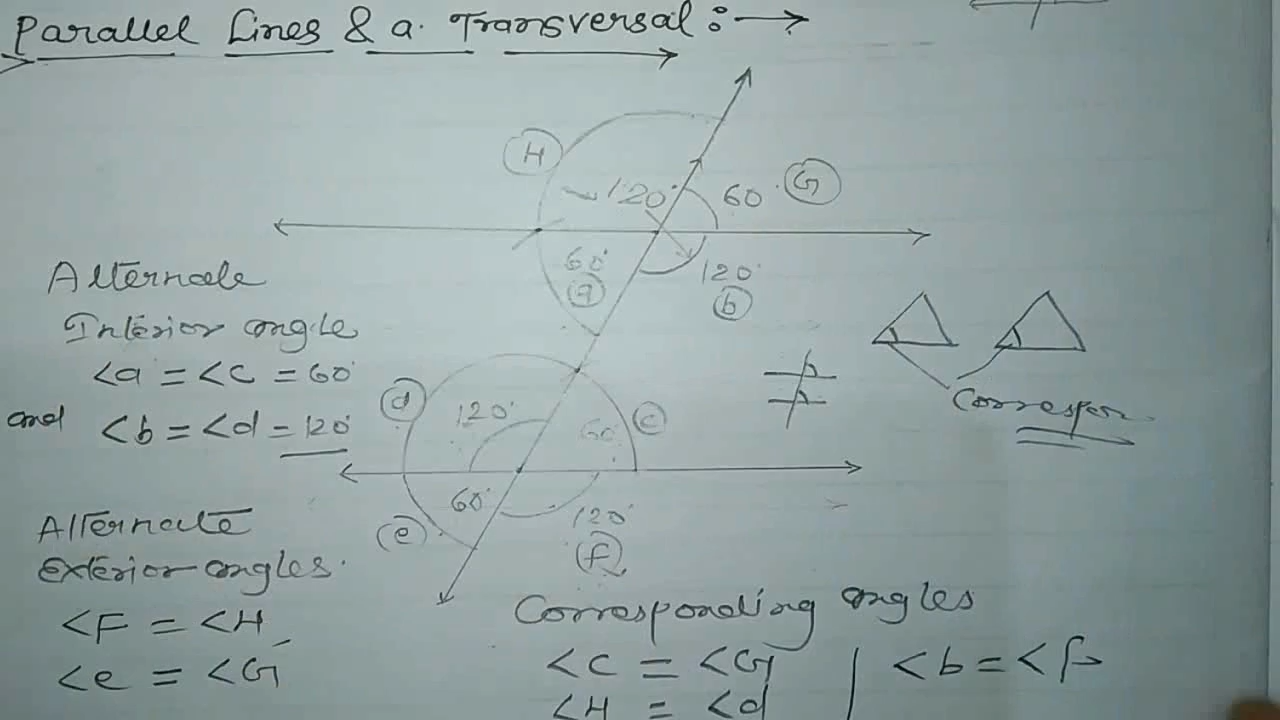 Parallel Lines & a. Transversal :→
H
120°
60 G
60°
a
120°
b
Alternate
Interior angle
<a = <c = 60°
and <b = <d = 120°
d
120°
60
c
Correspon
60°
e
120°
f
Alternate
Exterior angles.
<F = <H
<e = <G
Corresponding angles
<c = <G | <b = <f
<H = <d